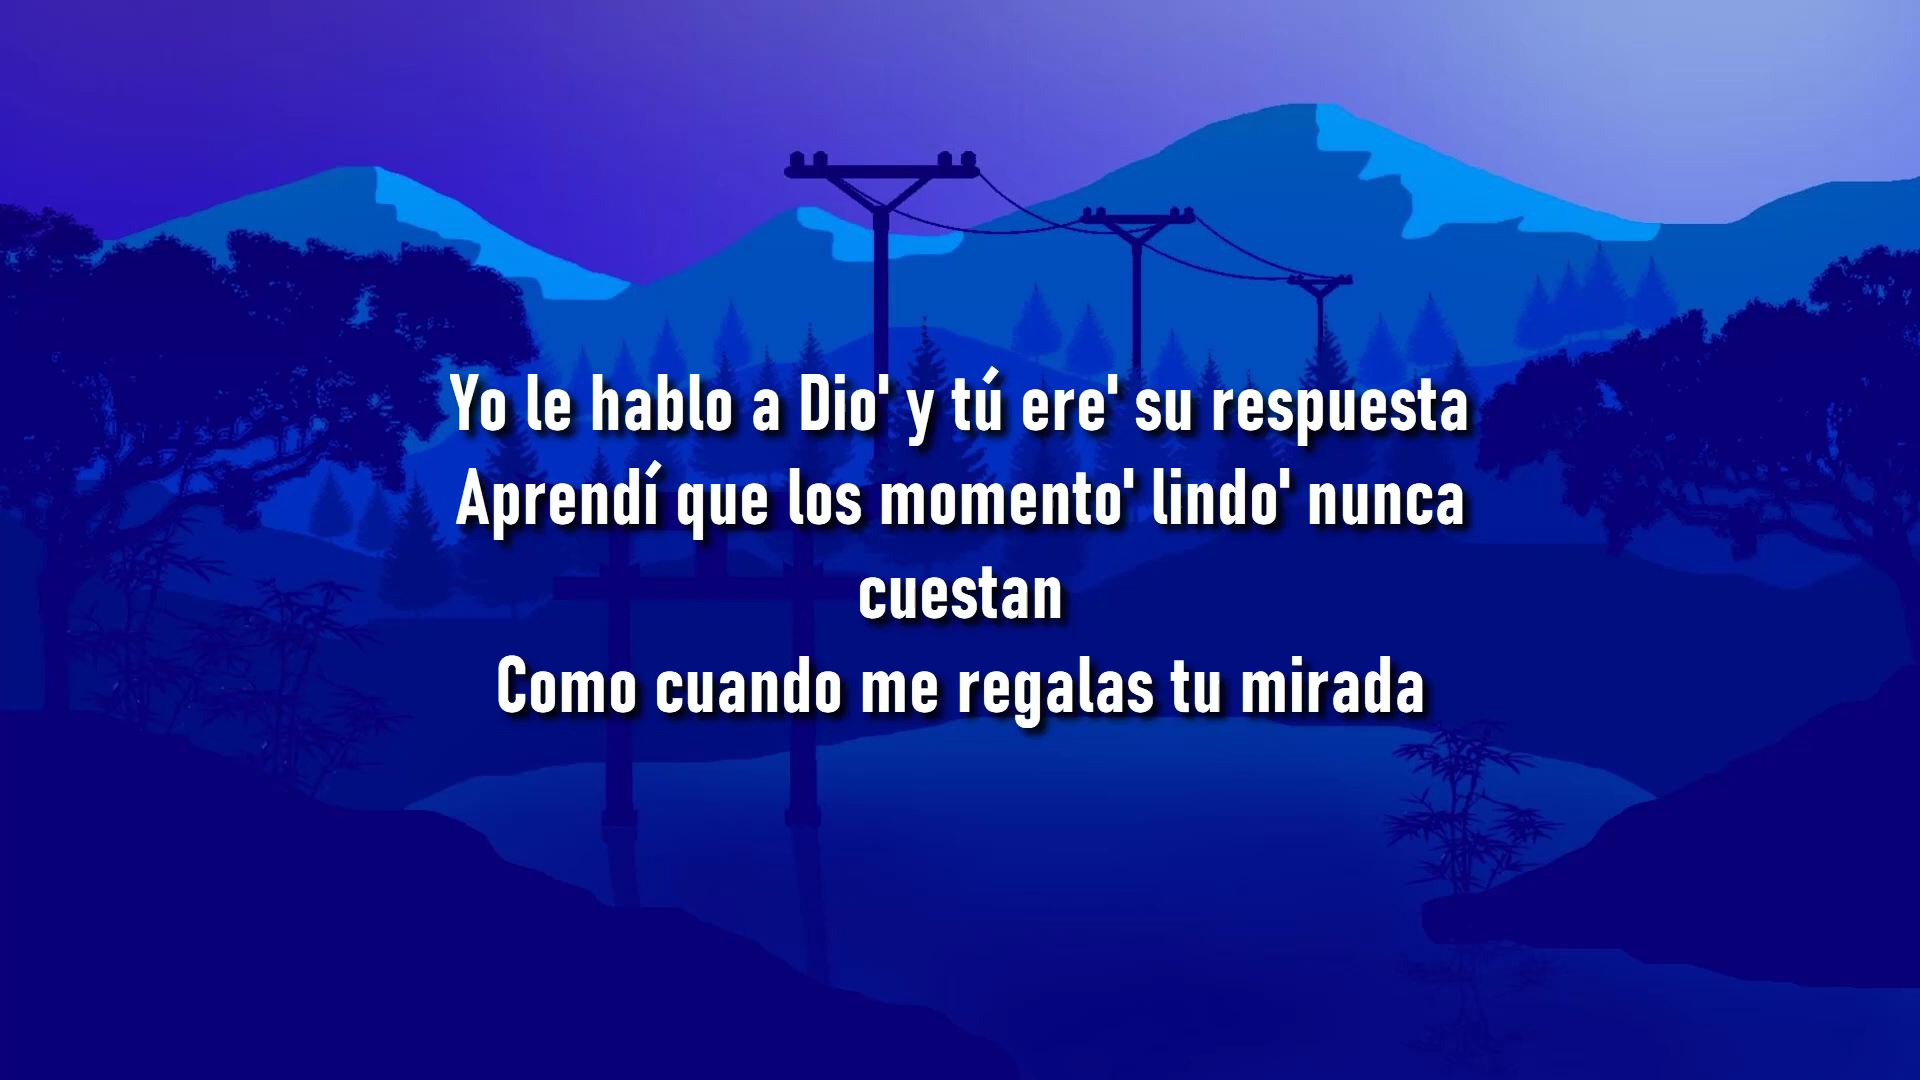 Yo le hablo a Dio' y tú ere' su respuesta
Aprendí que los momento' lindo' nunca
cuestan
Como cuando me regalas tu mirada